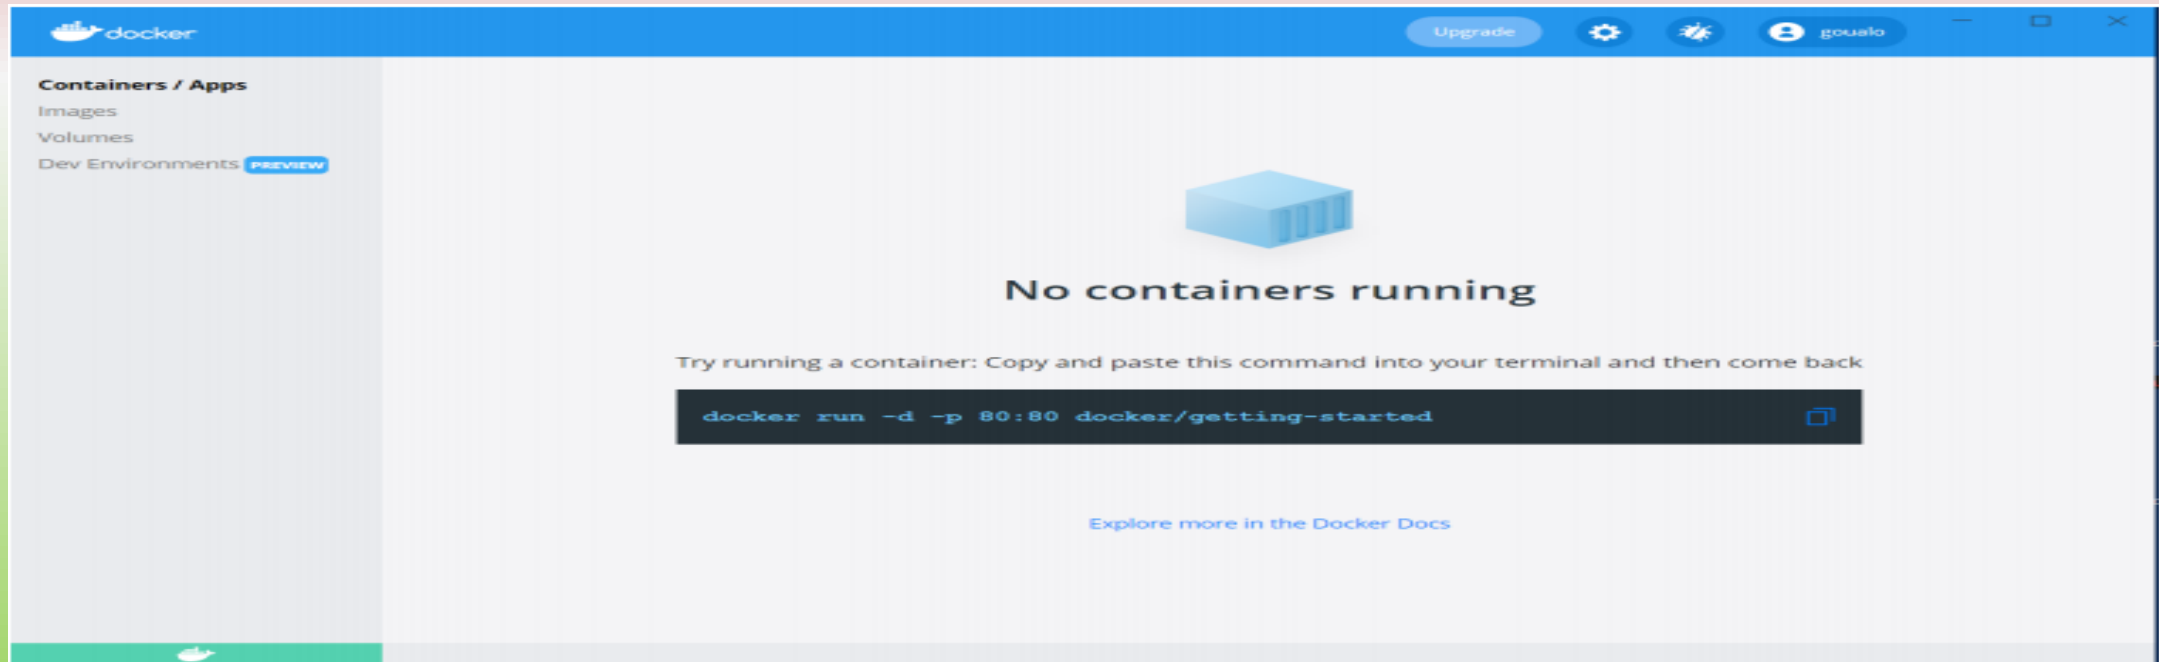 docker
Upgrade
goualo
Containers / Apps
Images
Volumes
Dev Environments PREVIEW
No containers running
Try running a container: Copy and paste this command into your terminal and then come back
docker run -d -p 80:80 docker/getting-started
Explore more in the Docker Docs